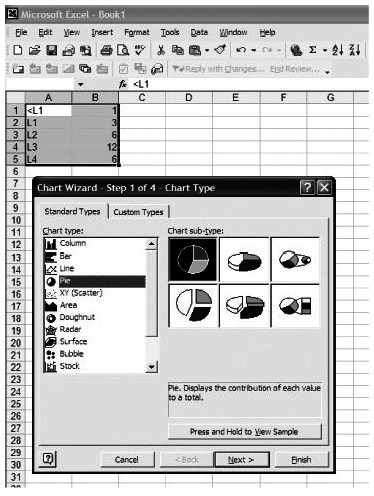 Microsoft Excel - Book1
File Edit View Insert Format Tools Data Window Help
Reply with Changes... End Review...
fx <L1
A B C D E F G
1 <L1 1
2 L1 3
3 L2 6
4 L3 12
5 L4 6
6
7
8
9
10
11
12
13
14
15
16
17
18
19
20
21
22
23
24
25
26
27
28
29
30
31
Chart Wizard - Step 1 of 4 - Chart Type
Standard Types Custom Types
Chart type: Chart sub-type:
Column
Bar
Line
Pie
XY (Scatter)
Area
Doughnut
Radar
Surface
Bubble
Stock
Pie. Displays the contribution of each value
to a total.
Press and Hold to View Sample
Cancel < Back Next > Finish